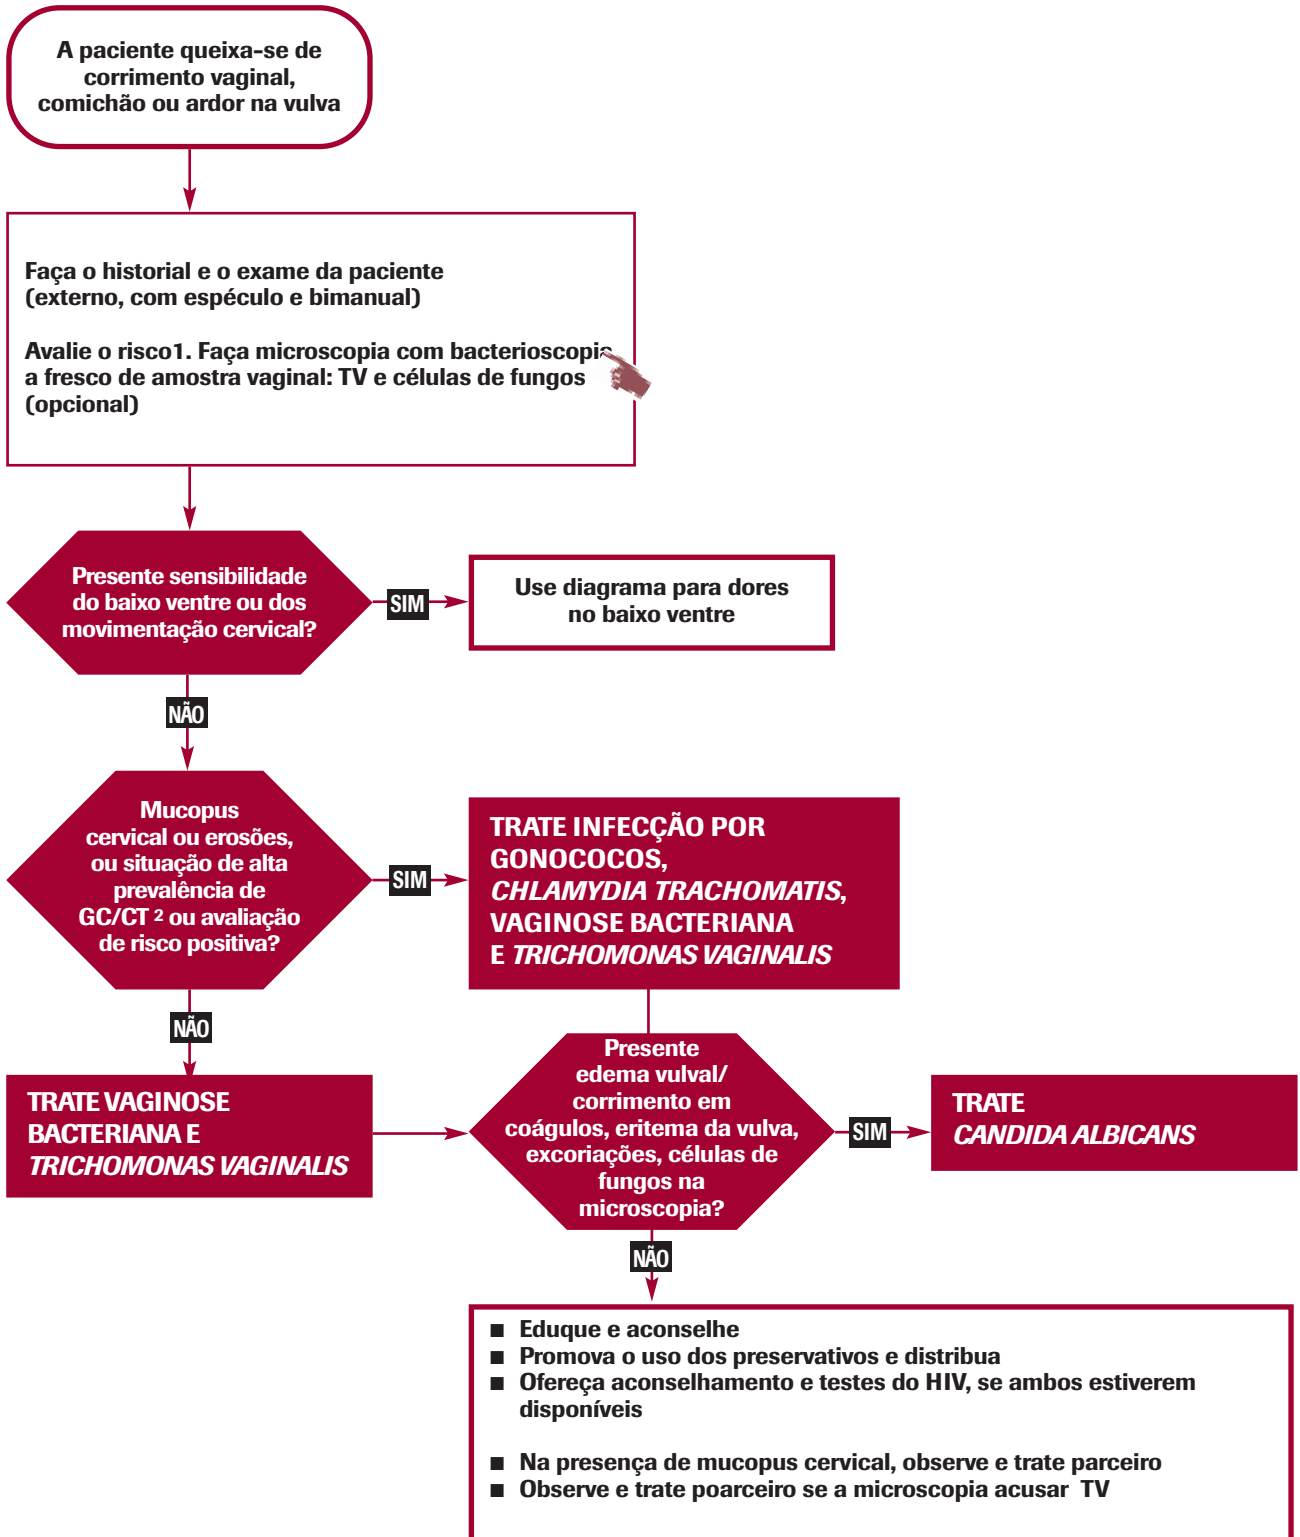 A paciente queixa-se de
corrimento vaginal,
comichão ou ardor na vulva
Faça o historial e o exame da paciente
(externo, com espéculo e bimanual)
Avalie o risco1. Faça microscopia com bacterioscopia
a fresco de amostra vaginal: TV e células de fungos
(opcional)
Presente sensibilidade
do baixo ventre ou dos
movimentação cervical?
SIM
Use diagrama para dores
no baixo ventre
NÃO
Mucopus
cervical ou erosões,
ou situação de alta
prevalência de
GC/CT 2 ou avaliação
de risco positiva?
SIM
TRATE INFECÇÃO POR
GONOCOCOS,
CHLAMYDIA TRACHOMATIS,
VAGINOSE BACTERIANA
E TRICHOMONAS VAGINALIS
NÃO
TRATE VAGINOSE
BACTERIANA E
TRICHOMONAS VAGINALIS
Presente
edema vulval/
corrimento em
coágulos, eritema da vulva,
excoriações, células de
fungos na
microscopia?
SIM
TRATE
CANDIDA ALBICANS
NÃO
■ Eduque e aconselhe
■ Promova o uso dos preservativos e distribua
■ Ofereça aconselhamento e testes do HIV, se ambos estiverem
disponíveis
■ Na presença de mucopus cervical, observe e trate parceiro
■ Observe e trate poarceiro se a microscopia acusar TV